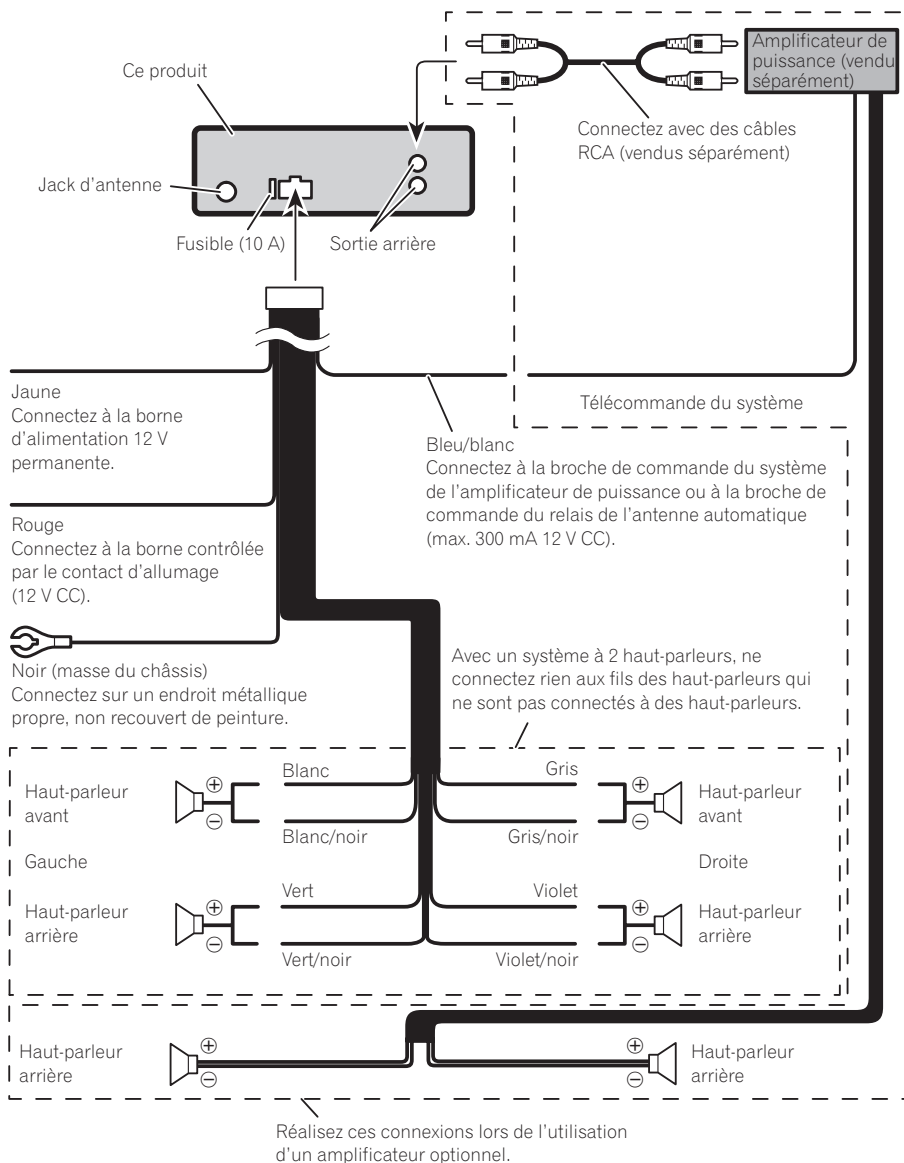 Amplificateur de
puissance (vendu
séparément)
Ce produit
Connectez avec des câbles
RCA (vendus séparément)
Jack d'antenne
Fusible (10 A)
Sortie arrière
Jaune
Connectez à la borne
d'alimentation 12 V
permanente.
Télécommande du système
Bleu/blanc
Connectez à la broche de commande du système
de l'amplificateur de puissance ou à la broche de
commande du relais de l'antenne automatique
(max. 300 mA 12 V CC).
Rouge
Connectez à la borne contrôlée
par le contact d'allumage
(12 V CC).
Noir (masse du châssis)
Connectez sur un endroit métallique
propre, non recouvert de peinture.
Avec un système à 2 haut-parleurs, ne
connectez rien aux fils des haut-parleurs qui
ne sont pas connectés à des haut-parleurs.
Haut-parleur
avant
⊕
⊖
Blanc
Blanc/noir
Gris
Gris/noir
⊕
⊖
Haut-parleur
avant
Gauche
Droite
Haut-parleur
arrière
⊕
⊖
Vert
Vert/noir
Violet
Violet/noir
⊕
⊖
Haut-parleur
arrière
Haut-parleur
arrière
⊕
⊖
⊕
⊖
Haut-parleur
arrière
Réalisez ces connexions lors de l'utilisation
d'un amplificateur optionnel.